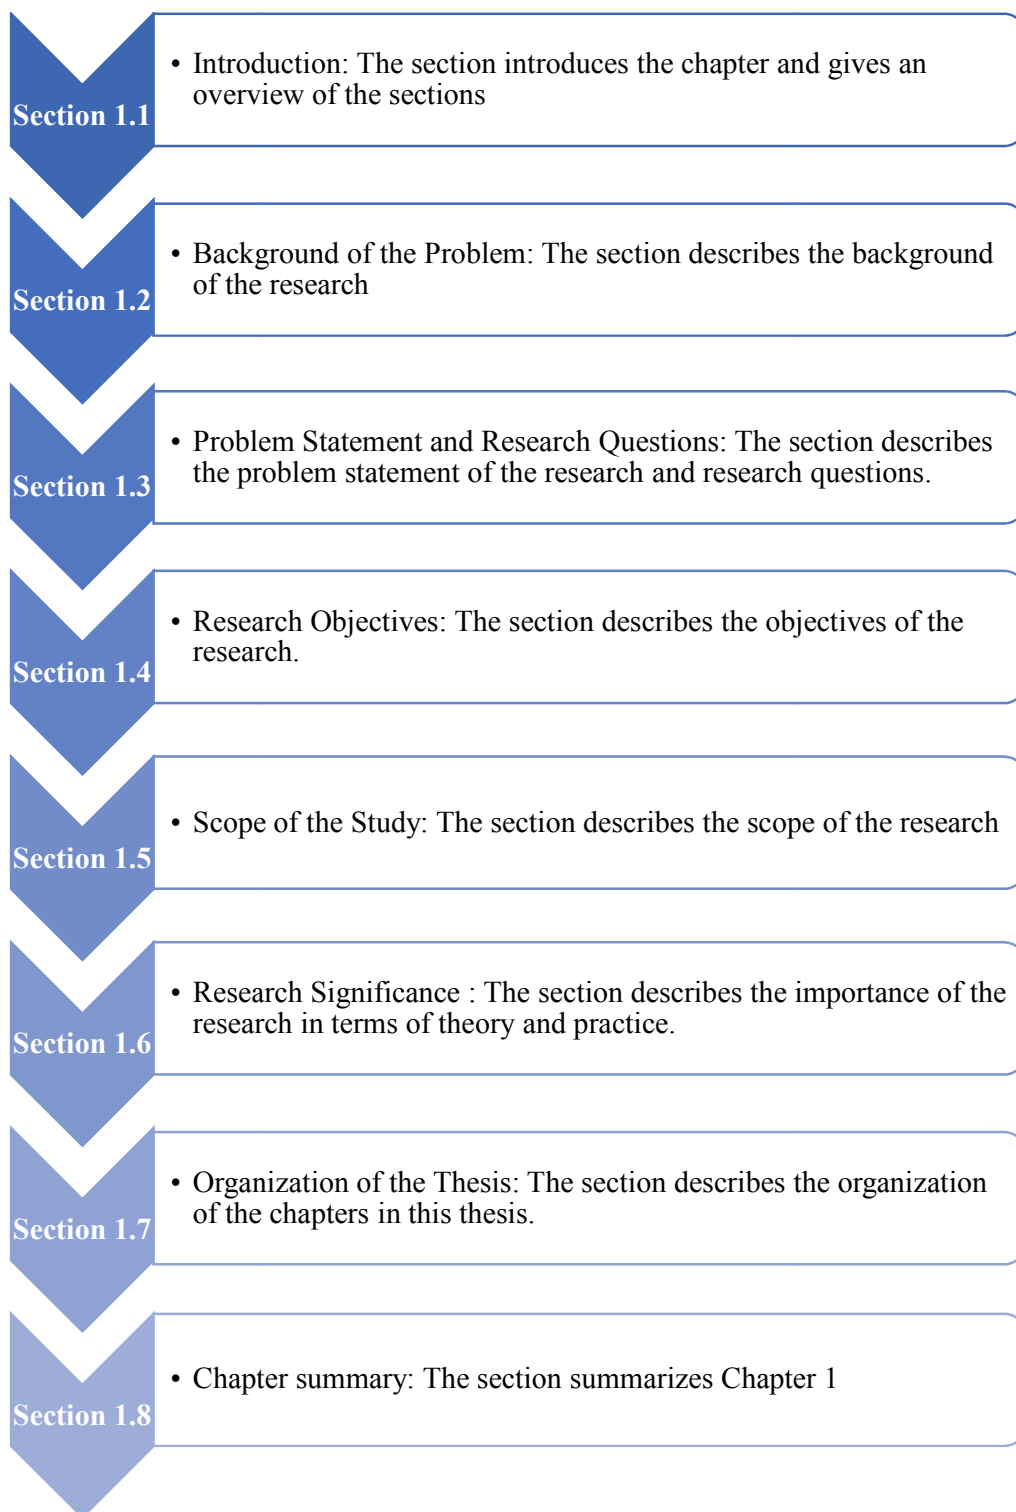 Section 1.1
• Introduction: The section introduces the chapter and gives an
overview of the sections
Section 1.2
• Background of the Problem: The section describes the background
of the research
Section 1.3
• Problem Statement and Research Questions: The section describes
the problem statement of the research and research questions.
Section 1.4
• Research Objectives: The section describes the objectives of the
research.
Section 1.5
• Scope of the Study: The section describes the scope of the research
Section 1.6
• Research Significance : The section describes the importance of the
research in terms of theory and practice.
Section 1.7
• Organization of the Thesis: The section describes the organization
of the chapters in this thesis.
Section 1.8
• Chapter summary: The section summarizes Chapter 1